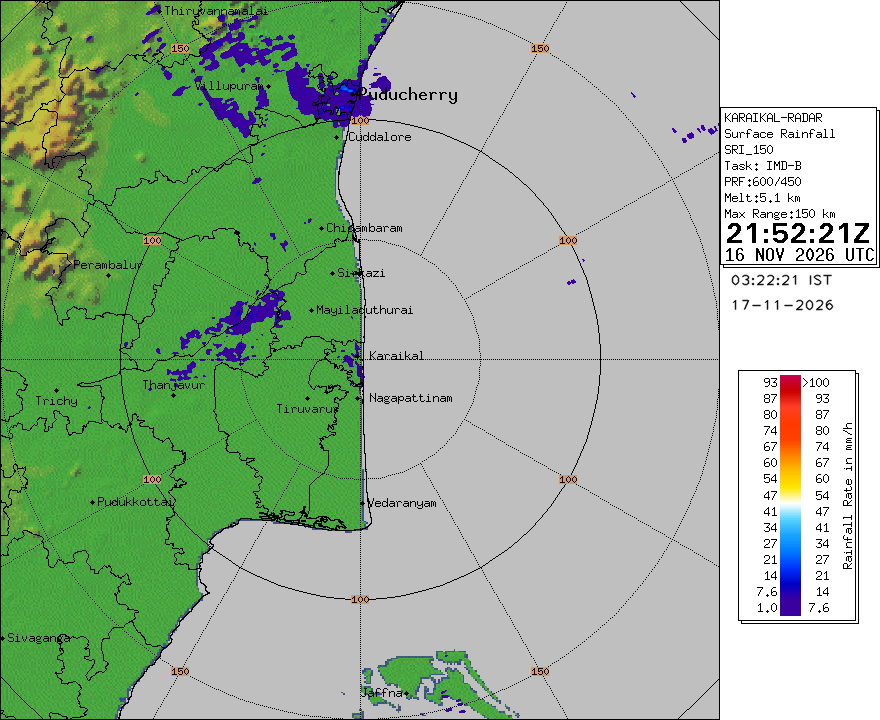 Thiruvannamalai
150
150
Villupuram
Puducherry
100
Cuddalore
Chidambaram
100
100
Perambalur
Sirkazi
Mayiladuthurai
Karaikal
Thanjavur
Trichy
Nagapattinam
Tiruvarur
100
100
Pudukkottai
Vedaranyam
100
Sivaganga
150
150
Jaffna
KARAIKAL-RADAR
Surface Rainfall
SRI_150
Task: IMD-B
PRF:600/450
Melt:5.1 km
Max Range:150 km
21:52:21Z
16 NOV 2026 UTC
03:22:21 IST
17-11-2026
93 >100
87 93
80 87
74 80
67 74
60 67
54 60
47 54
41 47
34 41
27 34
21 27
14 21
7.6 14
1.0 7.6
Rainfall Rate in mm/h